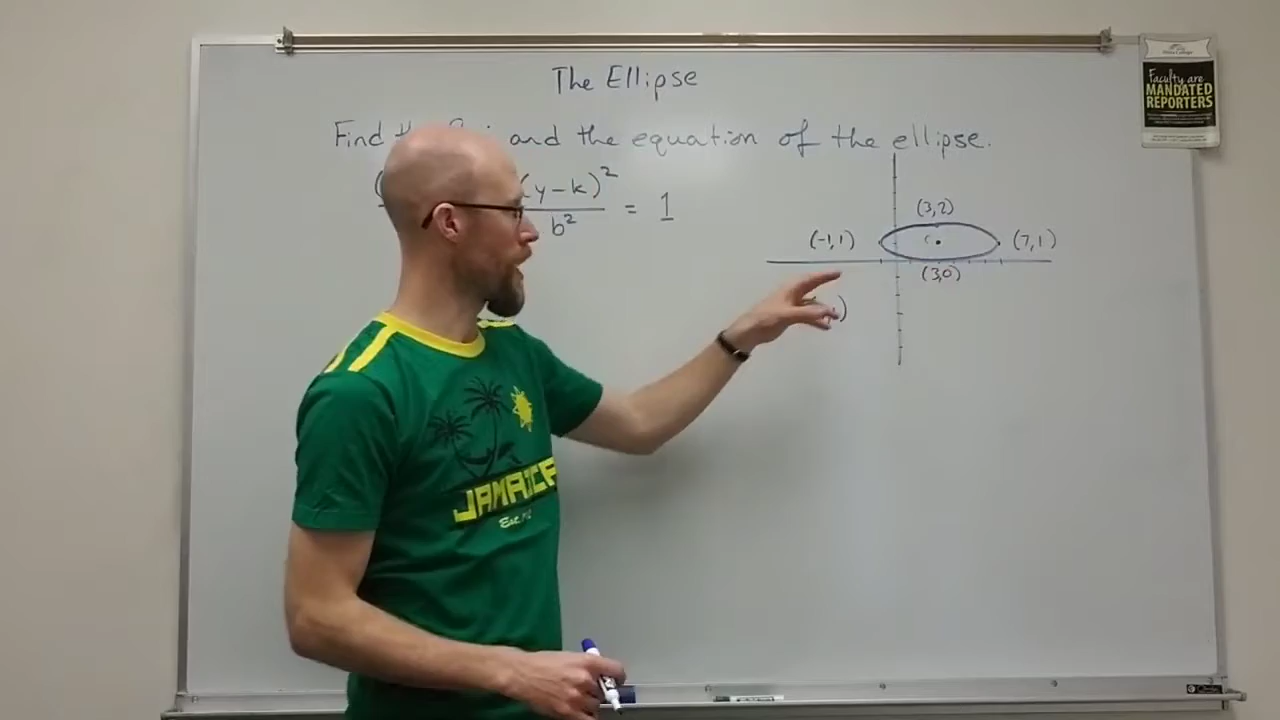 The Ellipse
Find and the equation of the ellipse.
(y-k)² = 1
b²
(3,2)
(-1,1)
(7,1)
(3,0)
JAMAICA
Faculty are
MANDATED
REPORTERS